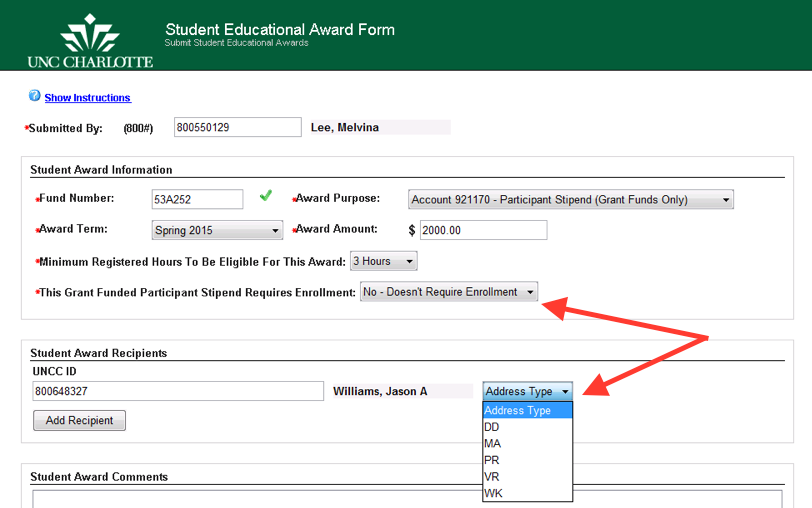 UNC CHARLOTTE
Student Educational Award Form
Submit Student Educational Awards
? Show Instructions
*Submitted By: (800#) 800550129 Lee, Melvina
Student Award Information
*Fund Number: 53A252 *Award Purpose: Account 921170 - Participant Stipend (Grant Funds Only)
*Award Term: Spring 2015 *Award Amount: $ 2000.00
*Minimum Registered Hours To Be Eligible For This Award: 3 Hours
*This Grant Funded Participant Stipend Requires Enrollment: No - Doesn't Require Enrollment
Student Award Recipients
UNCC ID
800648327 Williams, Jason A Address Type
Address Type
Add Recipient
DD
MA
PR
VR
WK
Student Award Comments